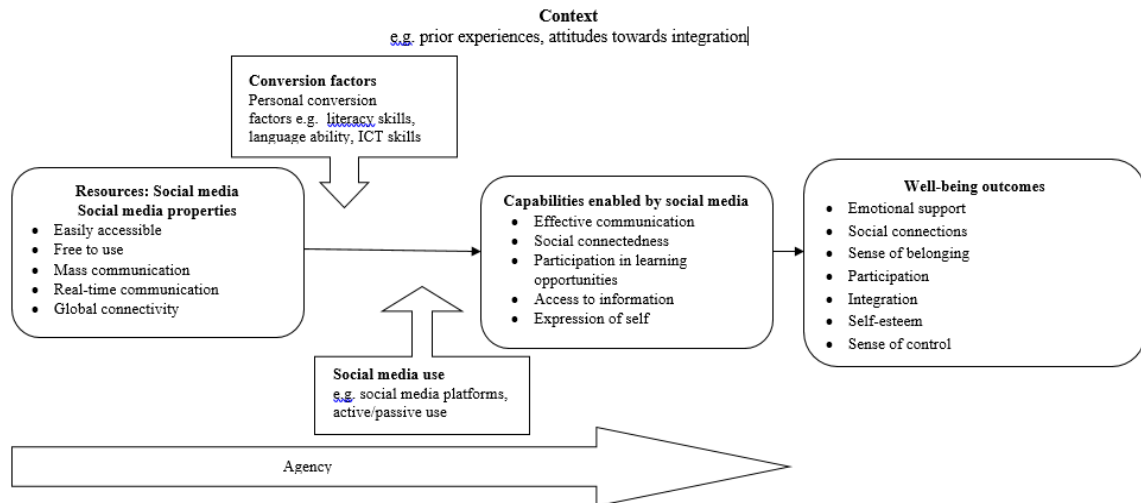 Context
e.g. prior experiences, attitudes towards integration
Conversion factors
Personal conversion
factors e.g. literacy skills,
language ability, ICT skills
Resources: Social media
Social media properties
• Easily accessible
• Free to use
• Mass communication
• Real-time communication
• Global connectivity
Capabilities enabled by social media
• Effective communication
• Social connectedness
• Participation in learning
opportunities
• Access to information
• Expression of self
Well-being outcomes
• Emotional support
• Social connections
• Sense of belonging
• Participation
• Integration
• Self-esteem
• Sense of control
Social media use
e.g. social media platforms,
active/passive use
Agency